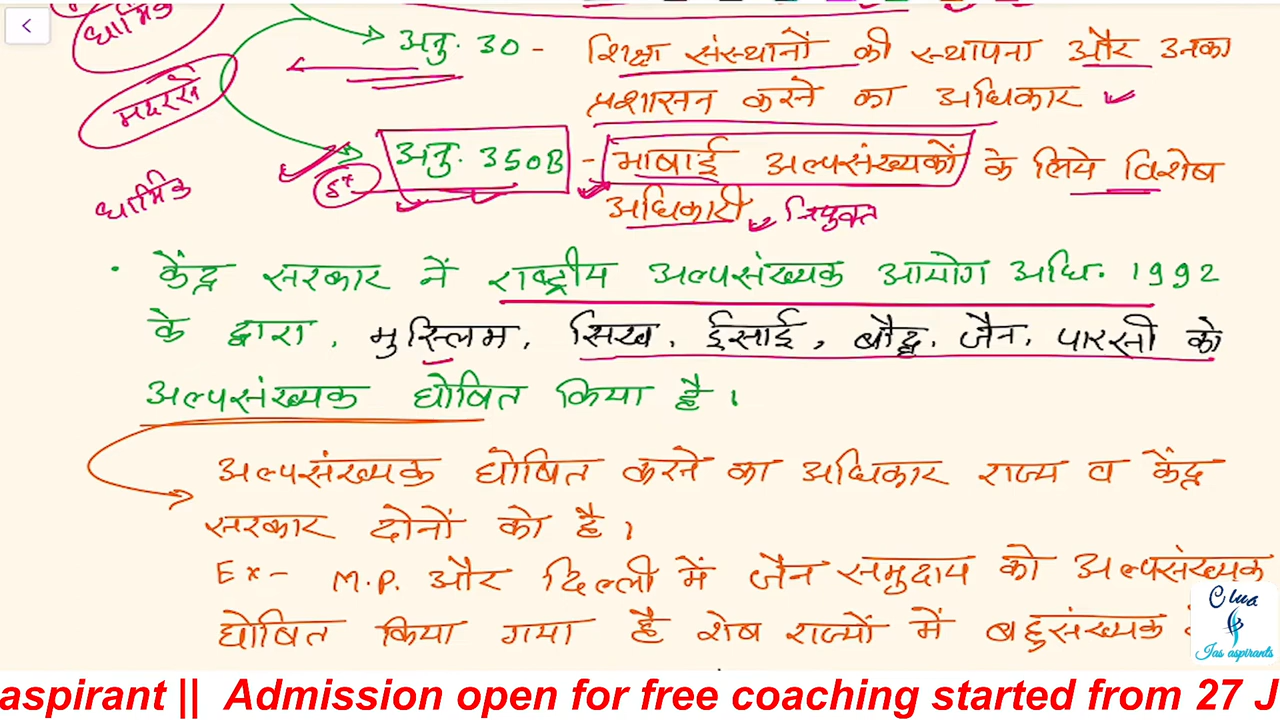 धार्मिक
अनु. 30 - शिक्षा संस्थानों की स्थापना और उनका
प्रशासन करने का अधिकार
मदरसे
अनु. 350B - भाषाई अल्पसंख्यकों के लिये विशेष
अधिकारी नियुक्त
धार्मिक
केंद्र सरकार ने राष्ट्रीय अल्पसंख्यक आयोग अधि. 1992
के द्वारा, मुस्लिम, सिख, ईसाई, बौद्ध, जैन, पारसी को
अल्पसंख्यक घोषित किया है।
अल्पसंख्यक घोषित करने का अधिकार राज्य व केंद्र
सरकार दोनों को है।
Ex- M.P. और दिल्ली में जैन समुदाय को अल्पसंख्यक
घोषित किया गया है शेष राज्यों में बहुसंख्यक
Clue
Ias aspirants
aspirant || Admission open for free coaching started from 27 J